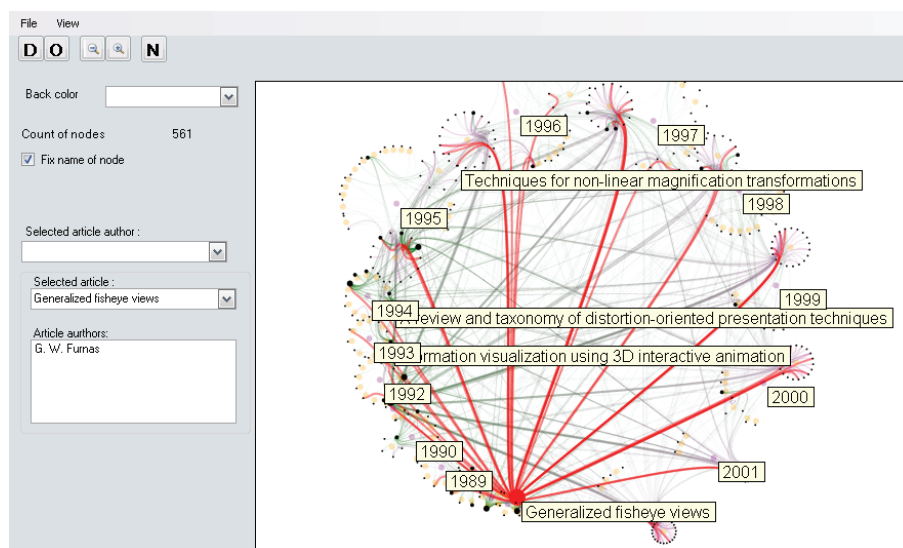 File View
D O N
Back color
Count of nodes 561
Fix name of node
Selected article author :
Selected article :
Generalized fisheye views
Article aurthors:
G. W. Furnas
1996
1997
Techniques for non-linear magnification transformations
1998
1995
1999
1994
review and taxonomy of distortion-oriented presentation techniques
1993
ormation visualization using 3D interactive animation
1992
2000
1990
2001
1989
Generalized fisheye views